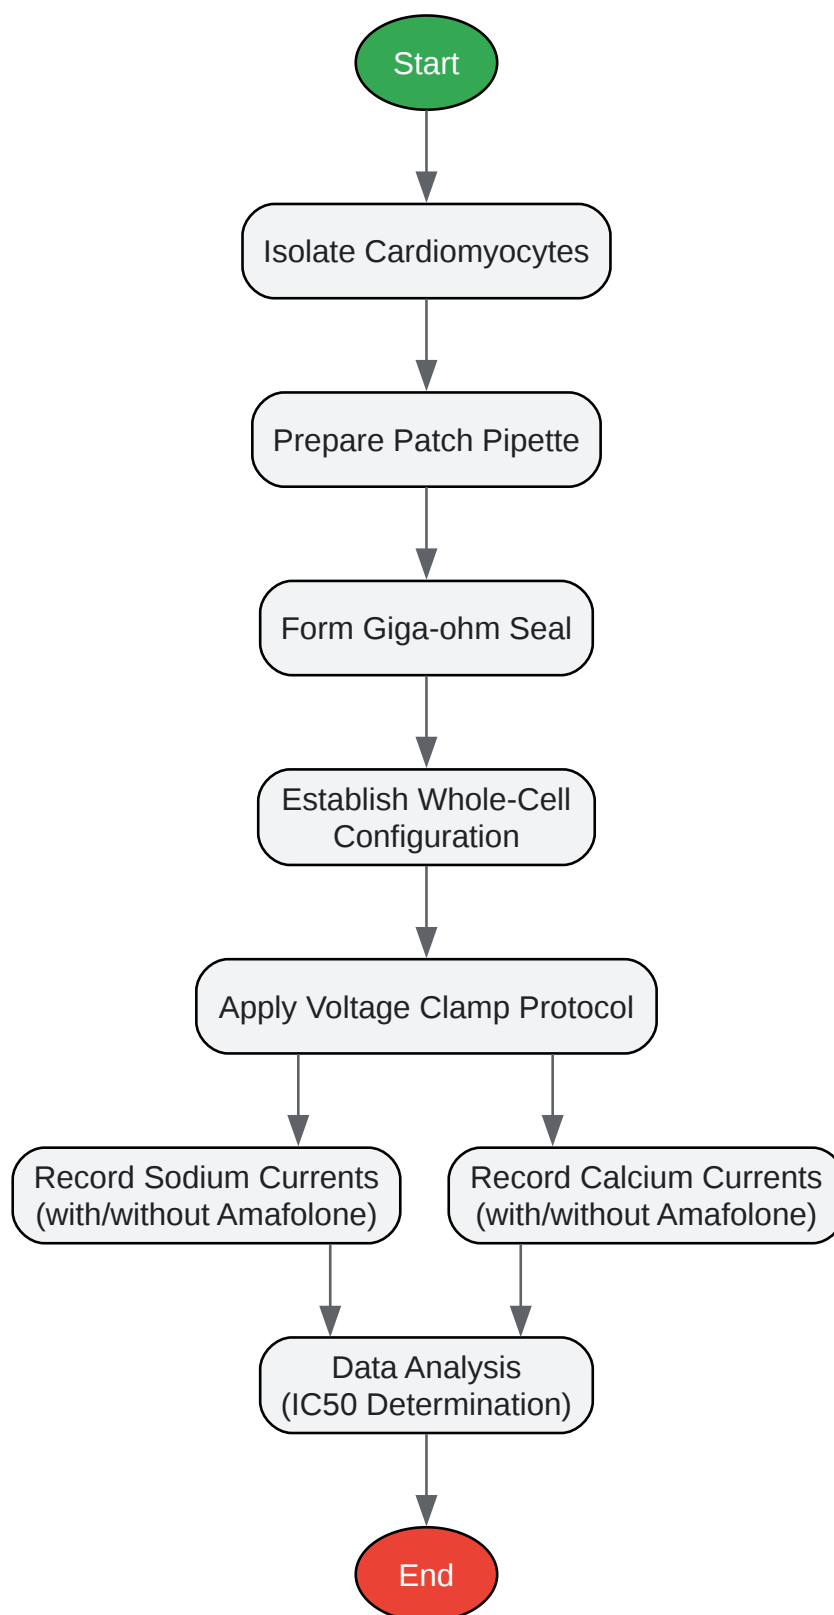 Start
Isolate Cardiomyocytes
Prepare Patch Pipette
Form Giga-ohm Seal
Establish Whole-Cell
Configuration
Apply Voltage Clamp Protocol
Record Sodium Currents
(with/without Amafolone)
Record Calcium Currents
(with/without Amafolone)
Data Analysis
(IC50 Determination)
End